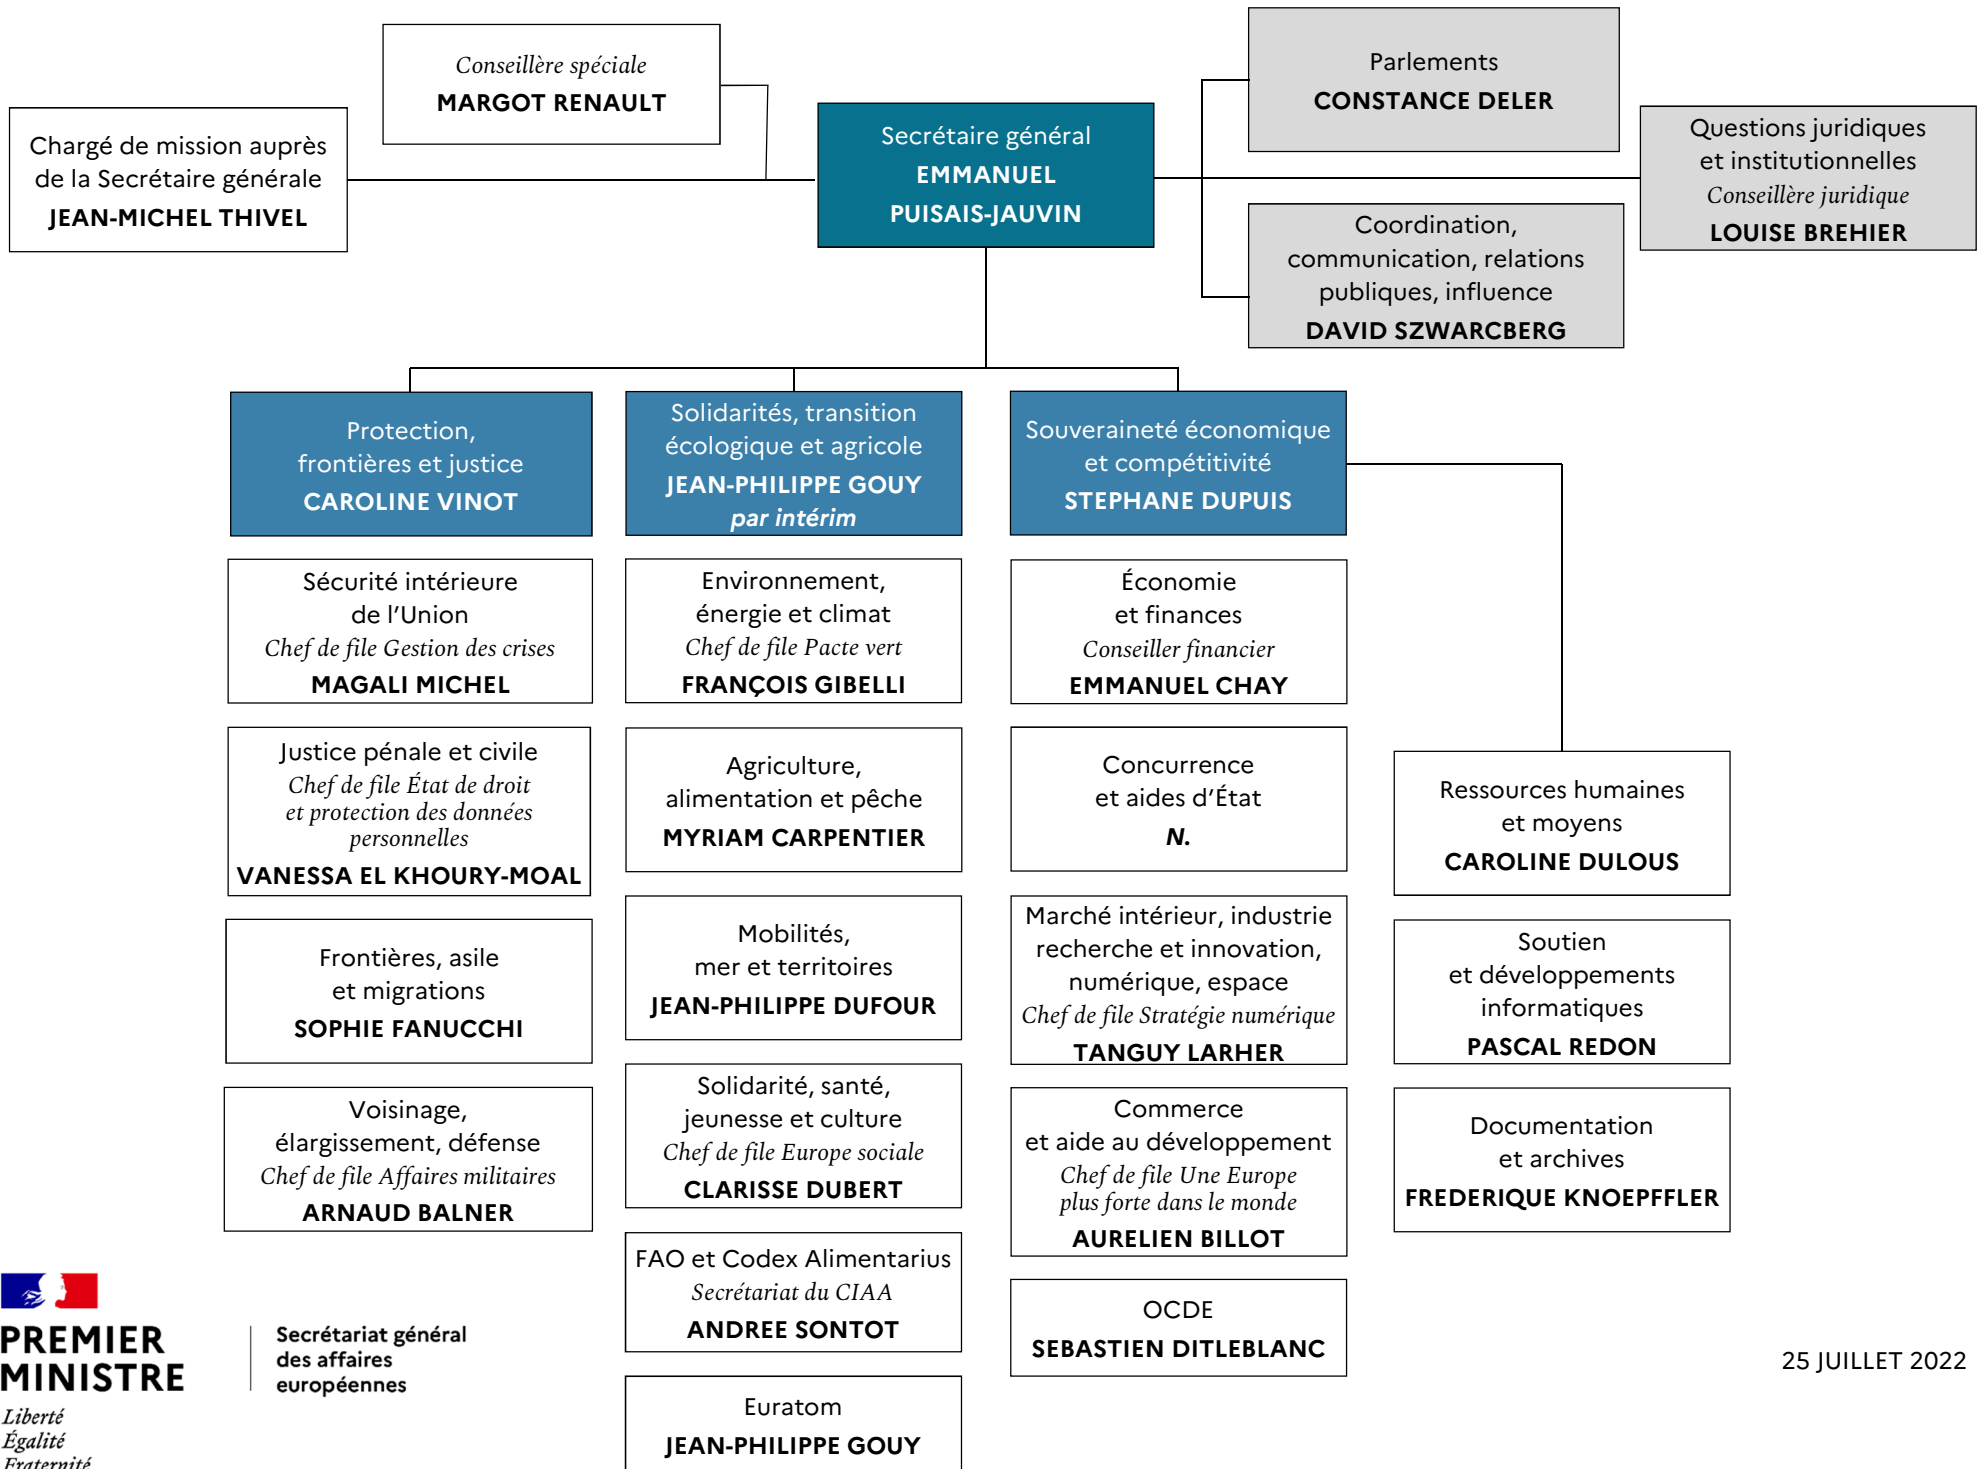 Conseillère spéciale
MARGOT RENAULT
Chargé de mission auprès
de la Secrétaire générale
JEAN-MICHEL THIVEL
Secrétaire général
EMMANUEL
PUISAIS-JAUVIN
Parlements
CONSTANCE DELER
Questions juridiques
et institutionnelles
Conseillère juridique
LOUISE BREHIER
Coordination,
communication, relations
publiques, influence
DAVID SZWARCBERG
Protection,
frontières et justice
CAROLINE VINOT
Sécurité intérieure
de l'Union
Chef de file Gestion des crises
MAGALI MICHEL
Justice pénale et civile
Chef de file État de droit
et protection des données
personnelles
VANESSA EL KHOURY-MOAL
Frontières, asile
et migrations
SOPHIE FANUCCHI
Voisinage,
élargissement, défense
Chef de file Affaires militaires
ARNAUD BALNER
Solidarités, transition
écologique et agricole
JEAN-PHILIPPE GOUY
par intérim
Environnement,
énergie et climat
Chef de file Pacte vert
FRANÇOIS GIBELLI
Agriculture,
alimentation et pêche
MYRIAM CARPENTIER
Mobilités,
mer et territoires
JEAN-PHILIPPE DUFOUR
Solidarité, santé,
jeunesse et culture
Chef de file Europe sociale
CLARISSE DUBERT
FAO et Codex Alimentarius
Secrétariat du CIAA
ANDREE SONTOT
Euratom
JEAN-PHILIPPE GOUY
Souveraineté économique
et compétitivité
STEPHANE DUPUIS
Économie
et finances
Conseiller financier
EMMANUEL CHAY
Concurrence
et aides d'État
N.
Marché intérieur, industrie
recherche et innovation,
numérique, espace
Chef de file Stratégie numérique
TANGUY LARHER
Commerce
et aide au développement
Chef de file Une Europe
plus forte dans le monde
AURELIEN BILLOT
OCDE
SEBASTIEN DITLEBLANC
Ressources humaines
et moyens
CAROLINE DULOUS
Soutien
et développements
informatiques
PASCAL REDON
Documentation
et archives
FREDERIQUE KNOEPFFLER
PREMIER
MINISTRE
Liberté
Égalité
Fraternité
Secrétariat général
des affaires
européennes
25 JUILLET 2022